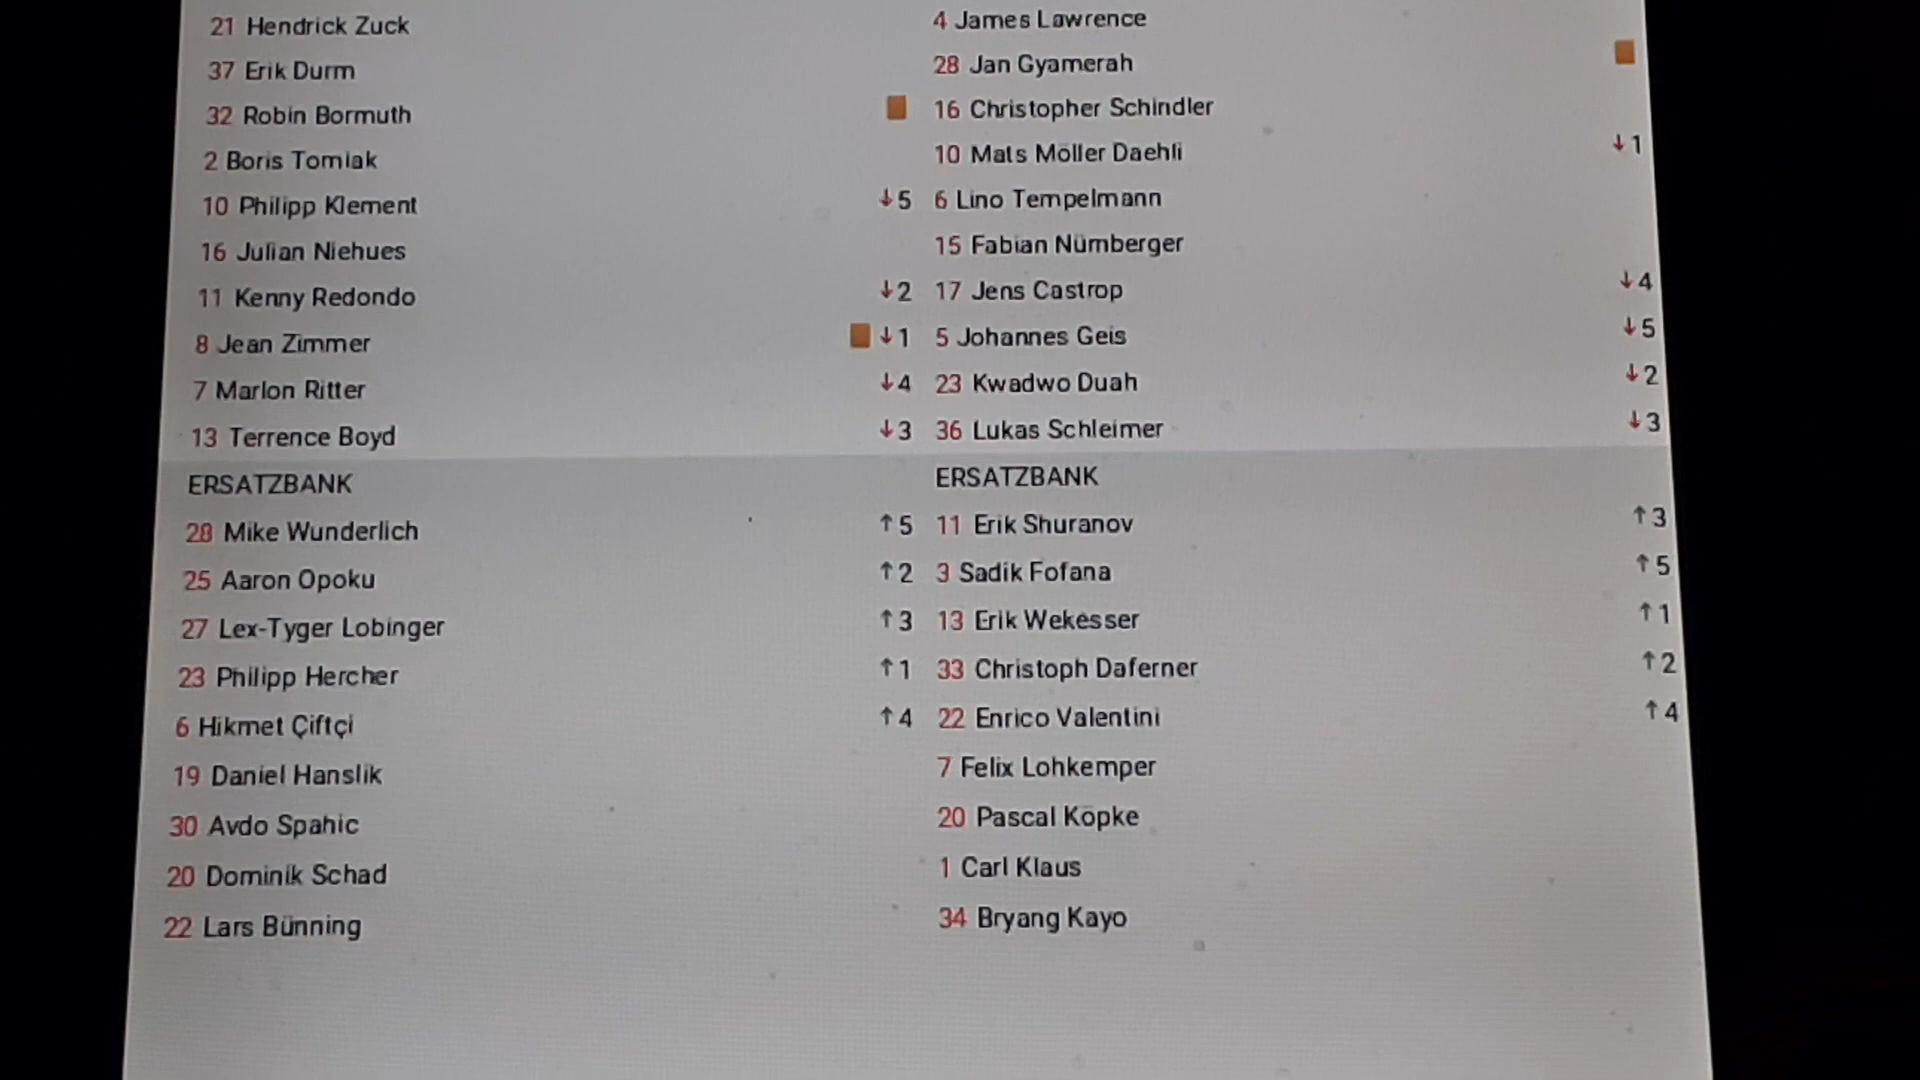 21 Hendrick Zuck
37 Erik Durm
32 Robin Bormuth
2 Boris Tomiak
10 Philipp Klement ↓5
16 Julian Niehues
11 Kenny Redondo ↓2
8 Jean Zimmer ↓1
7 Marlon Ritter ↓4
13 Terrence Boyd ↓3
ERSATZBANK
28 Mike Wunderlich ↑5
25 Aaron Opoku ↑2
27 Lex-Tyger Lobinger ↑3
23 Philipp Hercher ↑1
6 Hikmet Çiftçi ↑4
19 Daniel Hanslik
30 Avdo Spahic
20 Dominik Schad
22 Lars Bünning
4 James Lawrence
28 Jan Gyamerah
16 Christopher Schindler
10 Mats Möller Daehli ↓1
6 Lino Tempelmann
15 Fabian Nürnberger
17 Jens Castrop ↓4
5 Johannes Geis ↓5
23 Kwadwo Duah ↓2
36 Lukas Schleimer ↓3
ERSATZBANK
11 Erik Shuranov ↑3
3 Sadik Fofana ↑5
13 Erik Wekesser ↑1
33 Christoph Daferner ↑2
22 Enrico Valentini ↑4
7 Felix Lohkemper
20 Pascal Köpke
1 Carl Klaus
34 Bryang Kayo